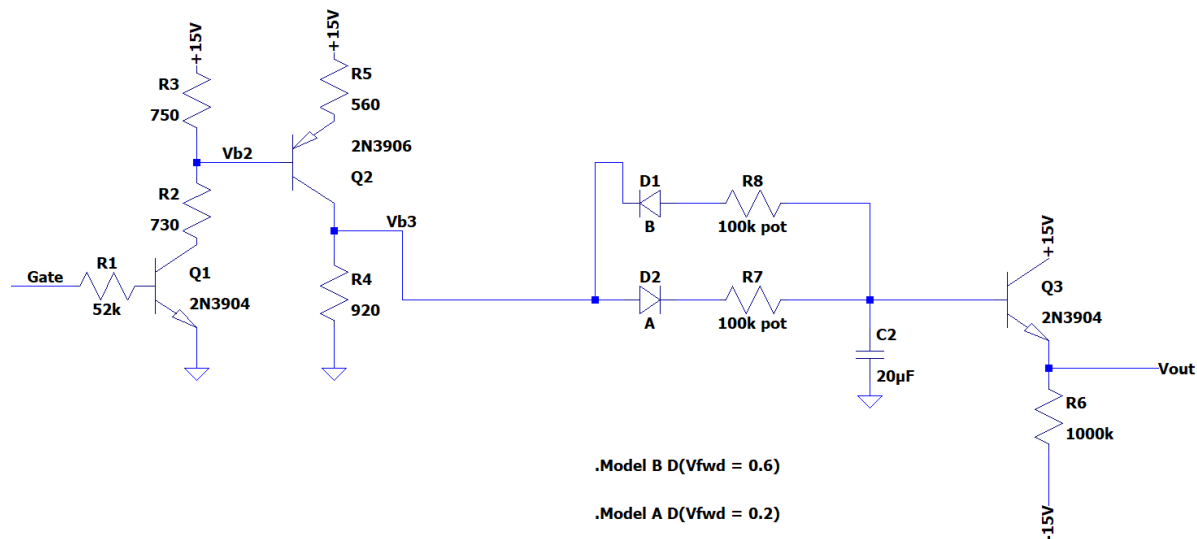 +15V
R3
750
+15V
R5
560
Vb2
2N3906
Q2
R2
730
Vb3
Gate
R1
52k
Q1
2N3904
R4
920
D1
B
R8
100k pot
D2
A
R7
100k pot
C2
20µF
+15V
Q3
2N3904
Vout
R6
1000k
-15V
.Model B D(Vfwd = 0.6)
.Model A D(Vfwd = 0.2)